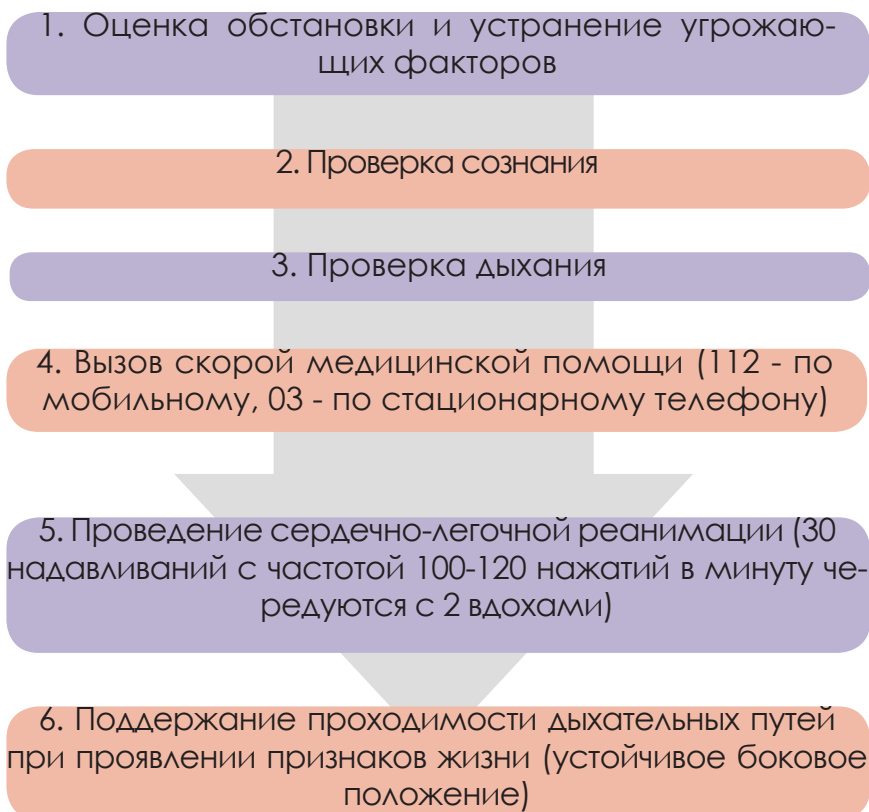 1. Оценка обстановки и устранение угрожаю-
щих факторов
2. Проверка сознания
3. Проверка дыхания
4. Вызов скорой медицинской помощи (112 - по
мобильному, 03 - по стационарному телефону)
5. Проведение сердечно-легочной реанимации (30
надавливаний с частотой 100-120 нажатий в минуту че-
редуются с 2 вдохами)
6. Поддержание проходимости дыхательных путей
при проявлении признаков жизни (устойчивое боковое
положение)